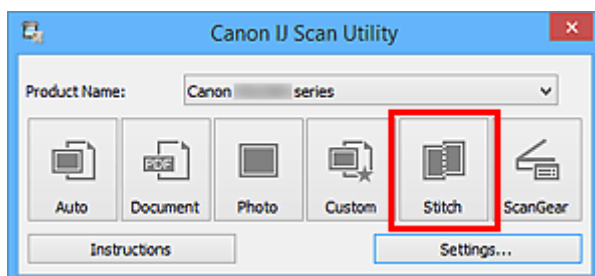 Canon IJ Scan Utility
Product Name: Canon series
Auto Document Photo Custom Stitch ScanGear
PDF
Instructions Settings...